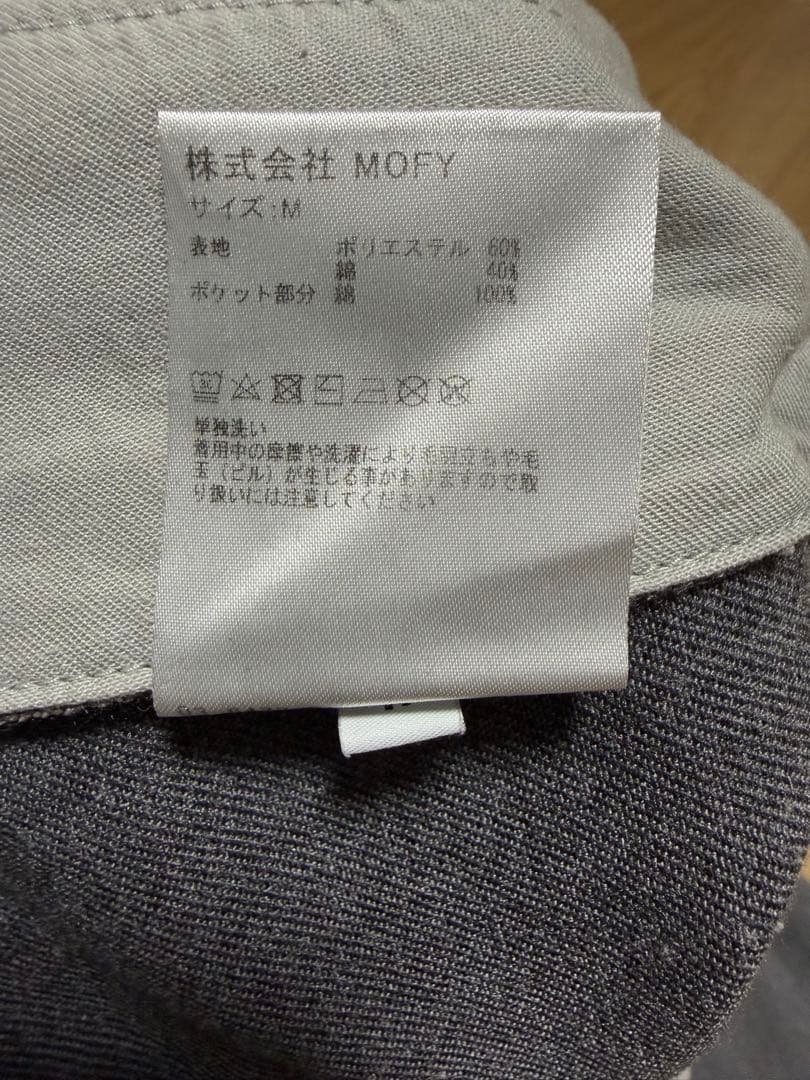 株式会社 MOFY
サイズ:M
表地 ポリエステル 60%
綿 40%
ポケット部分 綿 100%
単独洗い
着用中の摩擦や洗濯により毛羽立ちや毛
玉(ピル)が生じる事がありますので取
り扱いには注意してください